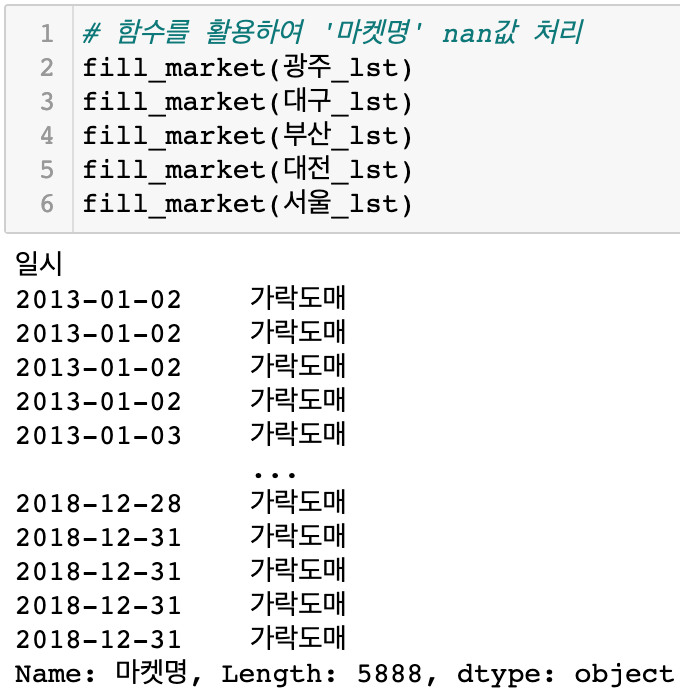 1 # 함수를 활용하여 '마켓명' nan값 처리
2 fill_market(광주_lst)
3 fill_market(대구_lst)
4 fill_market(부산_lst)
5 fill_market(대전_lst)
6 fill_market(서울_lst)
일시
2013-01-02 가락도매
2013-01-02 가락도매
2013-01-02 가락도매
2013-01-02 가락도매
2013-01-03 가락도매
...
2018-12-28 가락도매
2018-12-31 가락도매
2018-12-31 가락도매
2018-12-31 가락도매
2018-12-31 가락도매
Name: 마켓명, Length: 5888, dtype: object